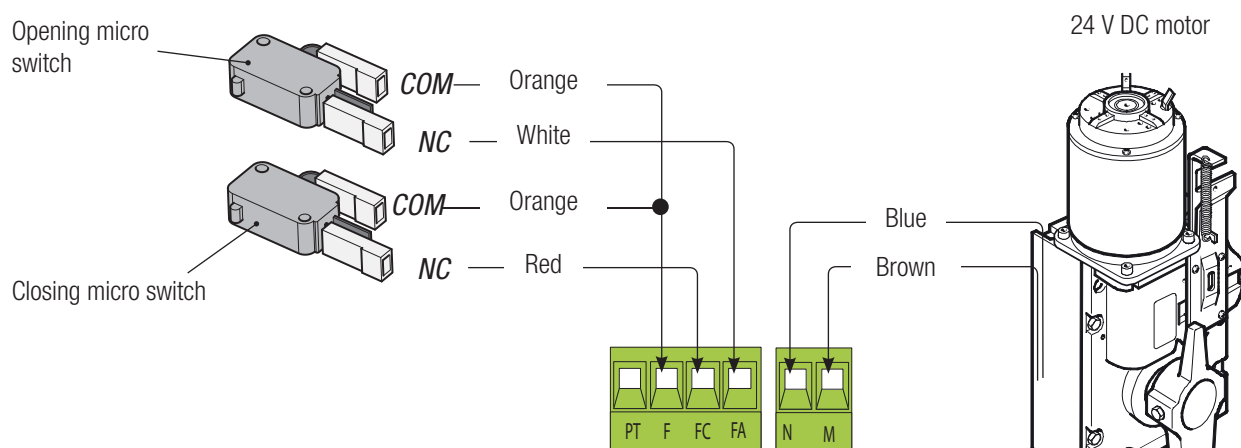 Opening micro
switch
24 V DC motor
COM
Orange
NC
White
COM
Orange
NC
Red
Closing micro switch
Blue
Brown
PT F FC FA N M